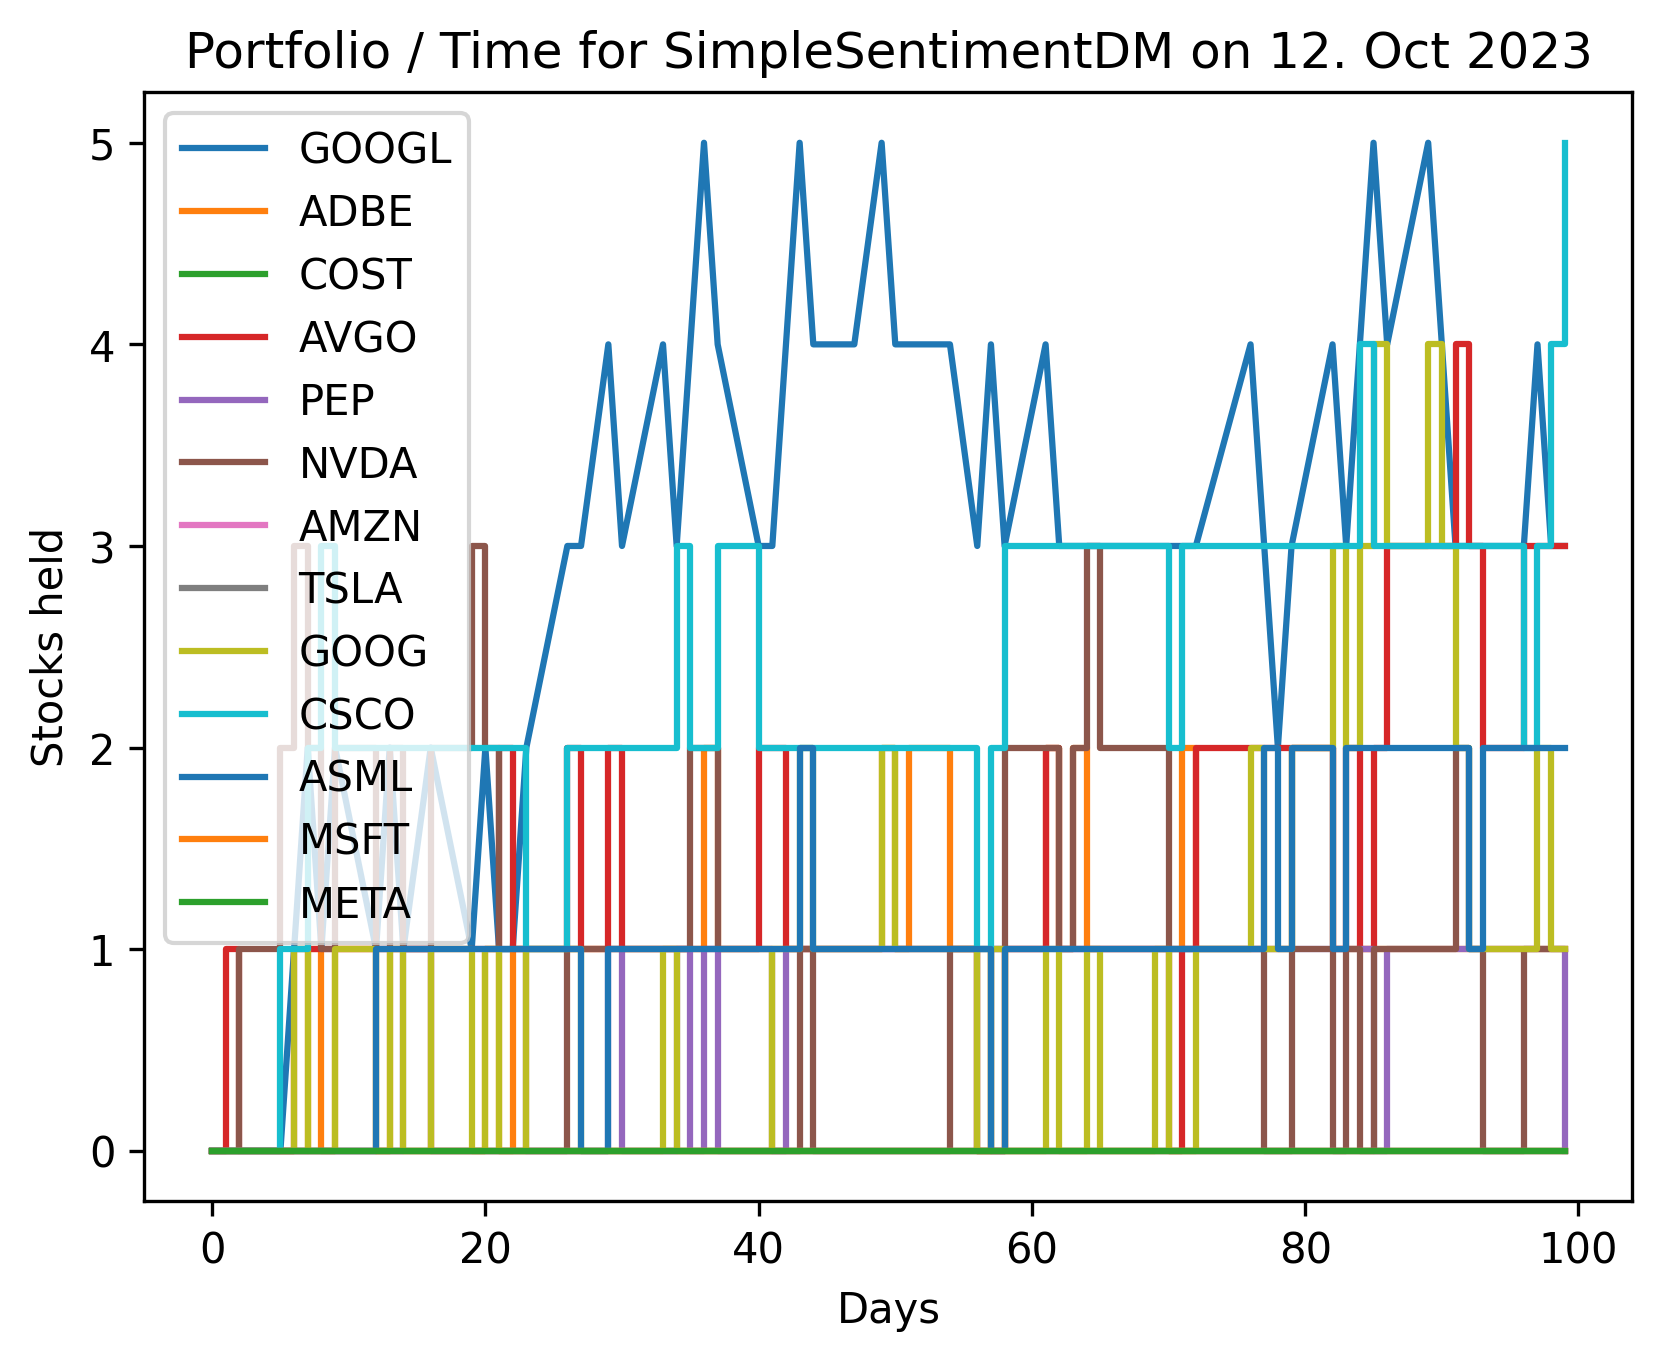 Portfolio / Time for SimpleSentimentDM on 12. Oct 2023
GOOGL
ADBE
COST
AVGO
PEP
NVDA
AMZN
TSLA
GOOG
CSCO
ASML
MSFT
META
5
4
3
2
1
0
Stocks held
0 20 40 60 80 100
Days